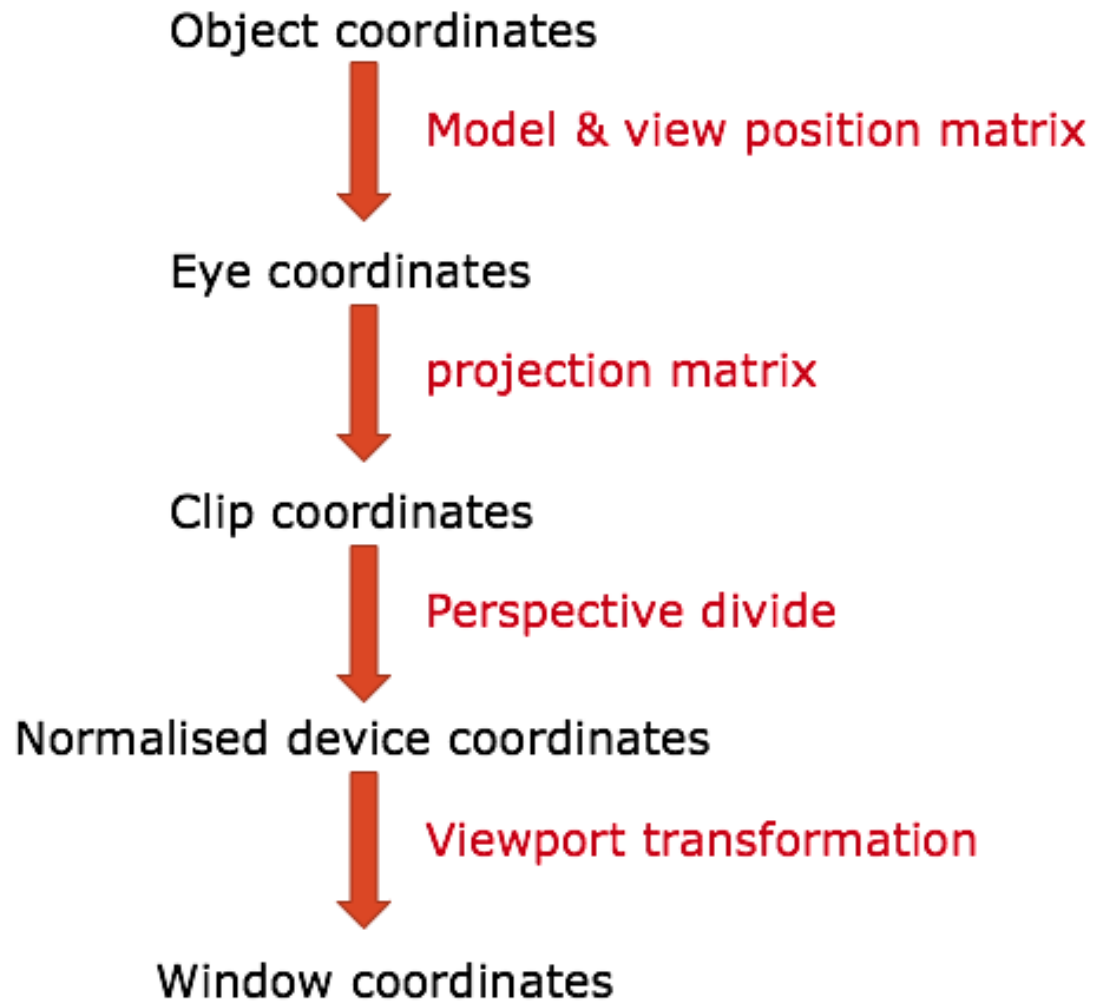 Object coordinates
Model & view position matrix
Eye coordinates
projection matrix
Clip coordinates
Perspective divide
Normalised device coordinates
Viewport transformation
Window coordinates